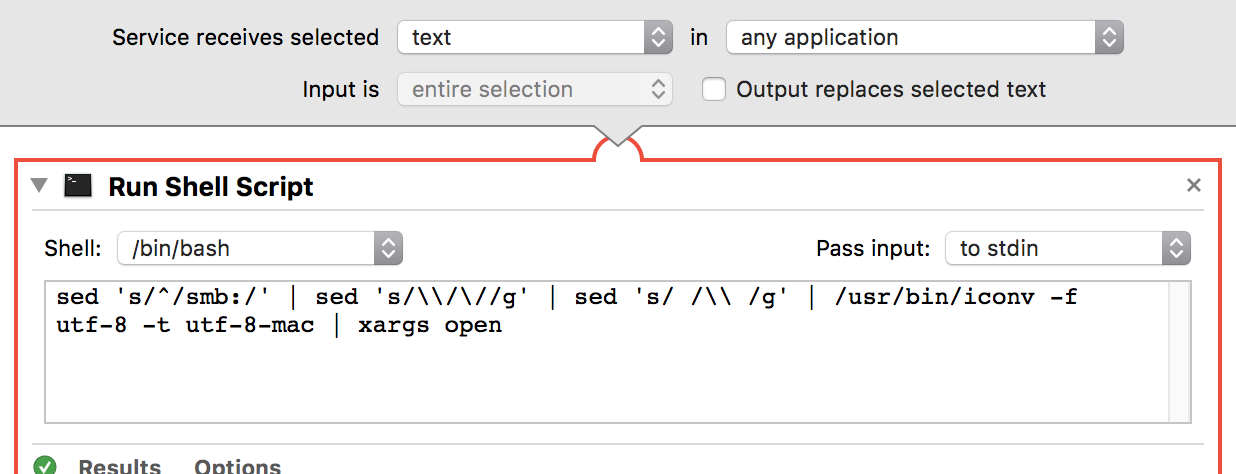 Service receives selected text in any application
Input is entire selection Output replaces selected text
Run Shell Script
Shell: /bin/bash Pass input: to stdin
sed 's/^/smb:/' | sed 's/\\/\//g' | sed 's/ /\\ /g' | /usr/bin/iconv -f
utf-8 -t utf-8-mac | xargs open
Results Options